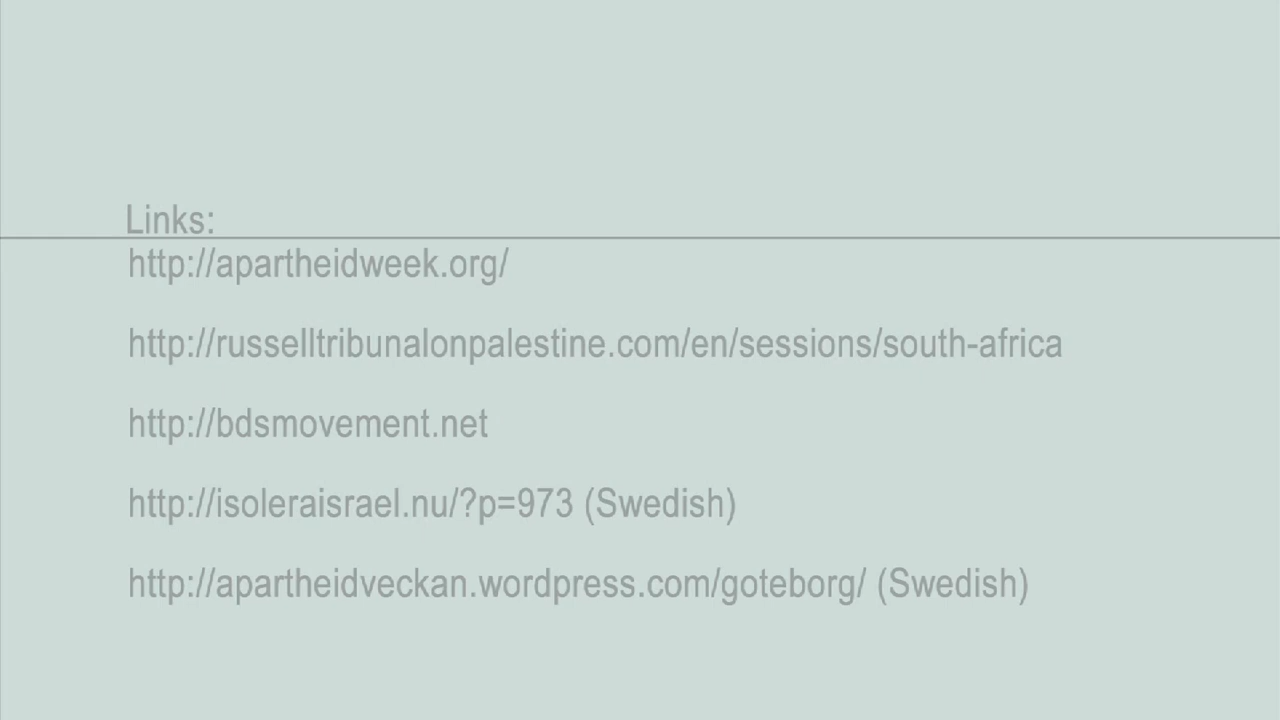 Links:
http://apartheidweek.org/
http://russelltribunalonpalestine.com/en/sessions/south-africa
http://bdsmovement.net
http://isoleraisrael.nu/?p=973 (Swedish)
http://apartheidveckan.wordpress.com/goteborg/ (Swedish)